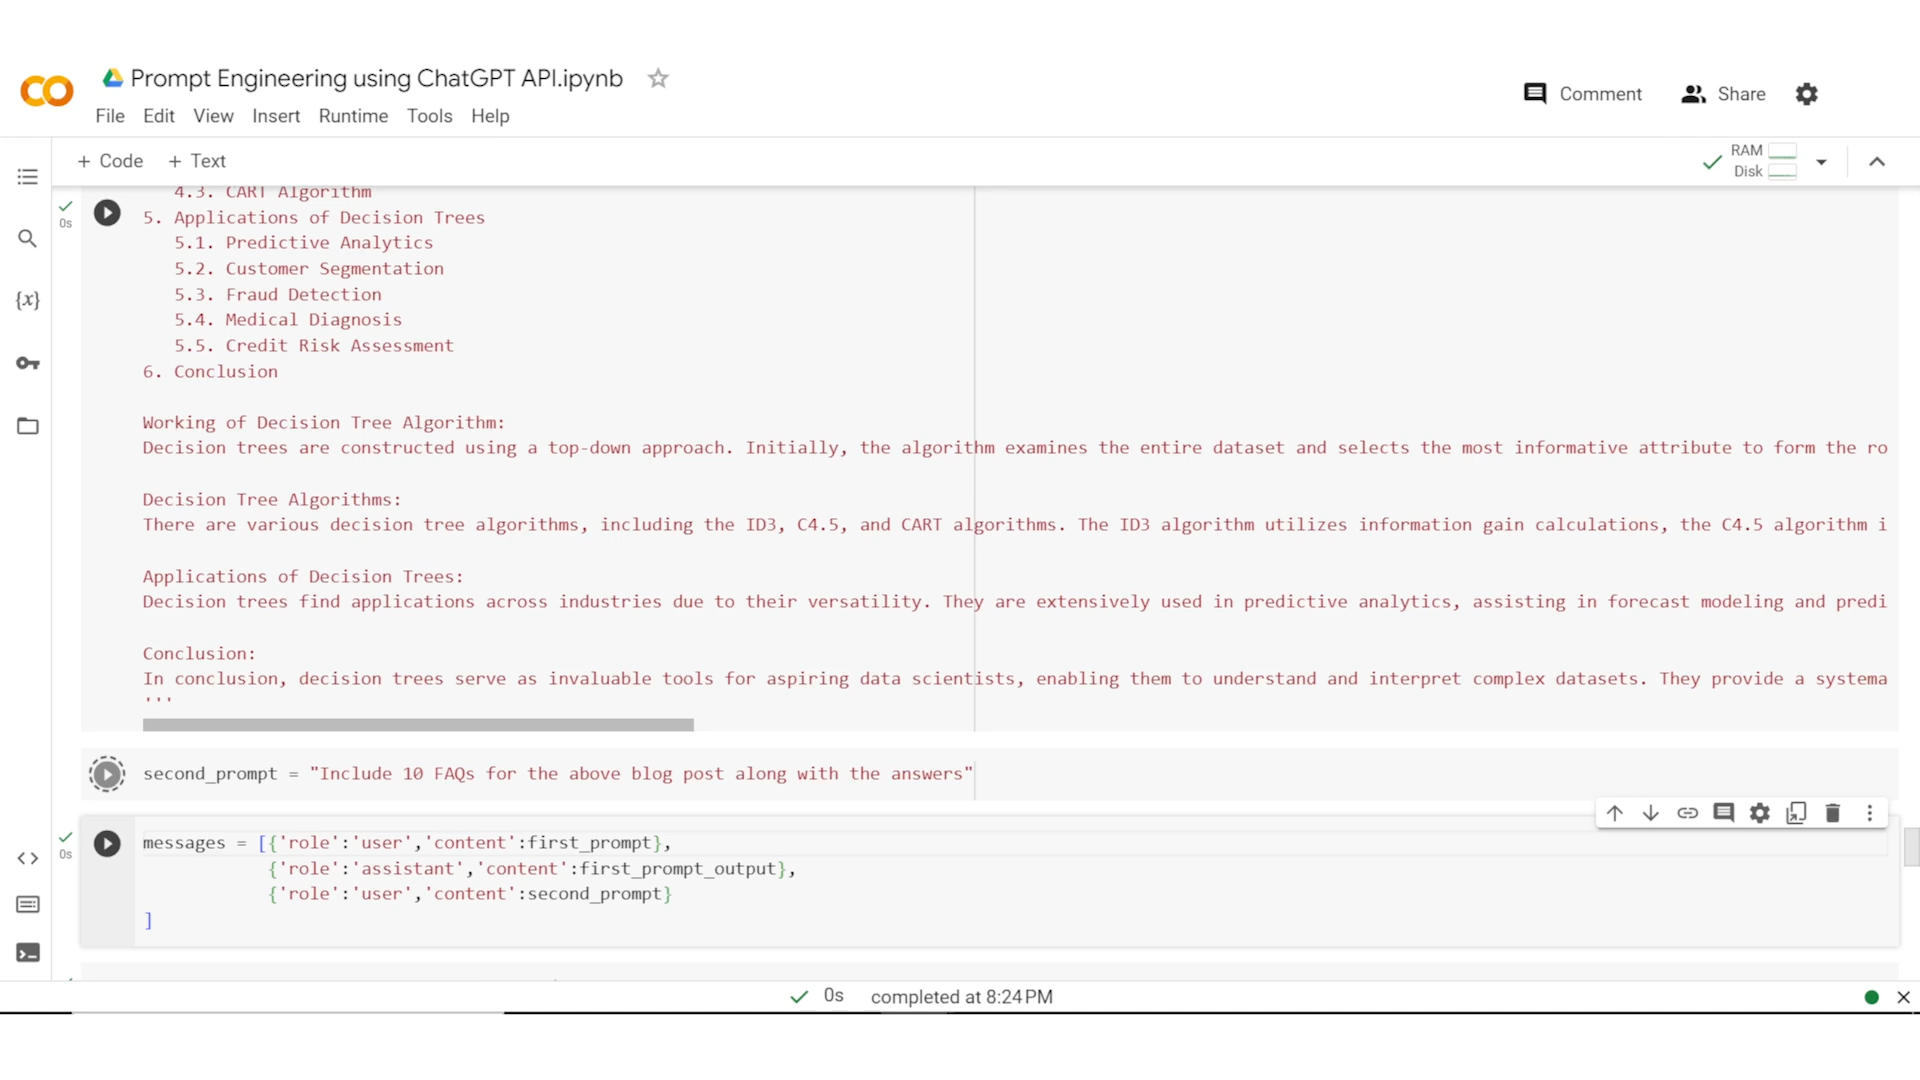 Prompt Engineering using ChatGPT API.ipynb
File Edit View Insert Runtime Tools Help
Comment Share
+ Code + Text
RAM
Disk
4.3. CART Algorithm
0s
5. Applications of Decision Trees
5.1. Predictive Analytics
5.2. Customer Segmentation
5.3. Fraud Detection
5.4. Medical Diagnosis
5.5. Credit Risk Assessment
6. Conclusion
Working of Decision Tree Algorithm:
Decision trees are constructed using a top-down approach. Initially, the algorithm examines the entire dataset and selects the most informative attribute to form the ro
Decision Tree Algorithms:
There are various decision tree algorithms, including the ID3, C4.5, and CART algorithms. The ID3 algorithm utilizes information gain calculations, the C4.5 algorithm i
Applications of Decision Trees:
Decision trees find applications across industries due to their versatility. They are extensively used in predictive analytics, assisting in forecast modeling and predi
Conclusion:
In conclusion, decision trees serve as invaluable tools for aspiring data scientists, enabling them to understand and interpret complex datasets. They provide a systema
'''
second_prompt = "Include 10 FAQs for the above blog post along with the answers"
messages = [{'role':'user','content':first_prompt},
0s
{'role':'assistant','content':first_prompt_output},
{'role':'user','content':second_prompt}
]
0s completed at 8:24 PM